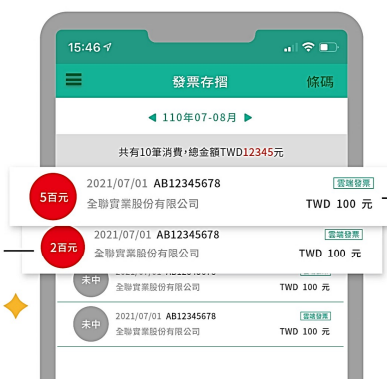 15:46
發票存摺
條碼
◀ 110年07-08月 ▶
共有10筆消費,總金額TWD12345元
5百元
2021/07/01 AB12345678
雲端發票
全聯實業股份有限公司
TWD 100 元
2百元
2021/07/01 AB12345678
雲端發票
全聯實業股份有限公司
TWD 100 元
未中
2021/07/01 AB12345678
全聯實業股份有限公司
TWD 100 元
未中
2021/07/01 AB12345678
雲端發票
全聯實業股份有限公司
TWD 100 元